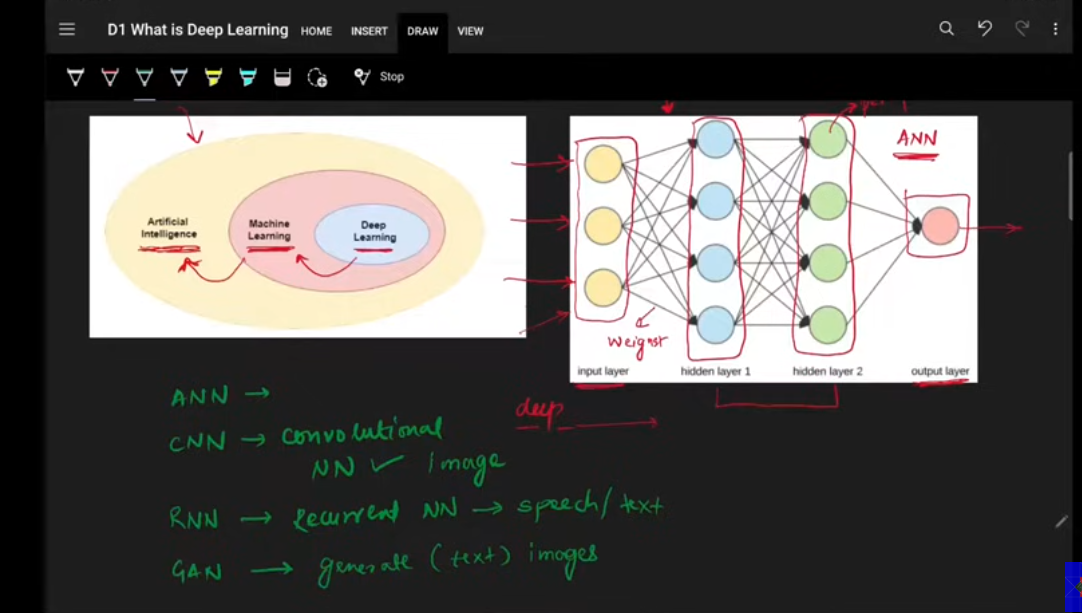 D1 What is Deep Learning HOME INSERT DRAW VIEW
Stop
ANN
Artificial
Intelligence
Machine
Learning
Deep
Learning
weignst
input layer hidden layer 1 hidden layer 2 output layer
deep
ANN →
CNN → convolutional
NN ✓ image
RNN → recurrent NN → speech/text
GAN → generate (text) images